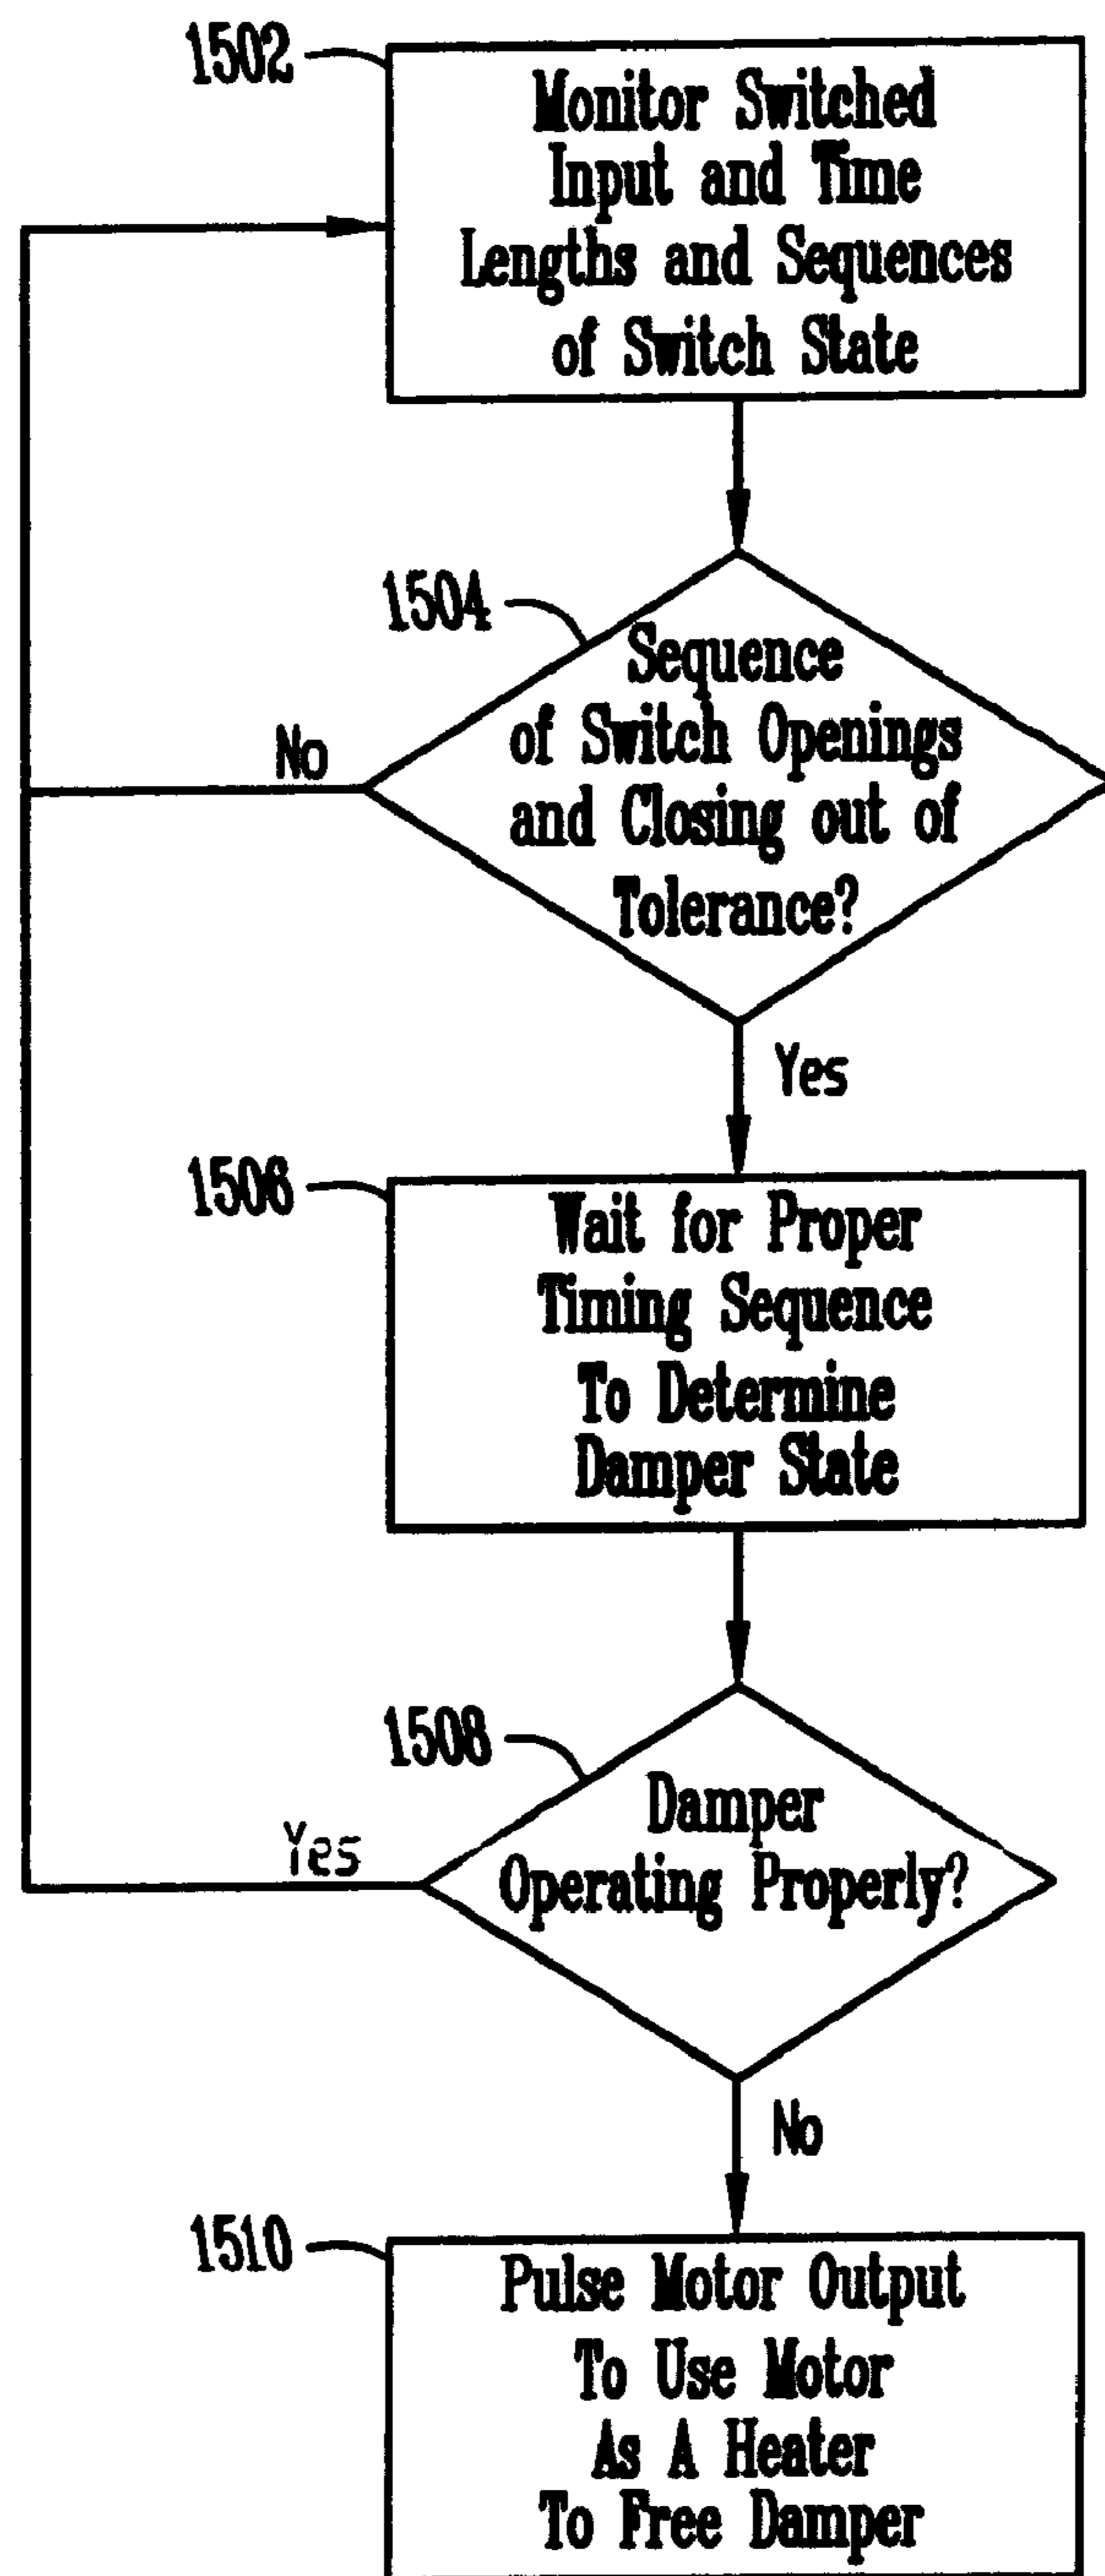 1502
Monitor Switched
Input and Time
Lengths and Sequences
of Switch State
1504
Sequence
of Switch Openings
and Closing out of
Tolerance?
No
Yes
1506
Wait for Proper
Timing Sequence
To Determine
Damper State
1508
Damper
Operating Properly?
Yes
No
1510
Pulse Motor Output
To Use Motor
As A Heater
To Free Damper